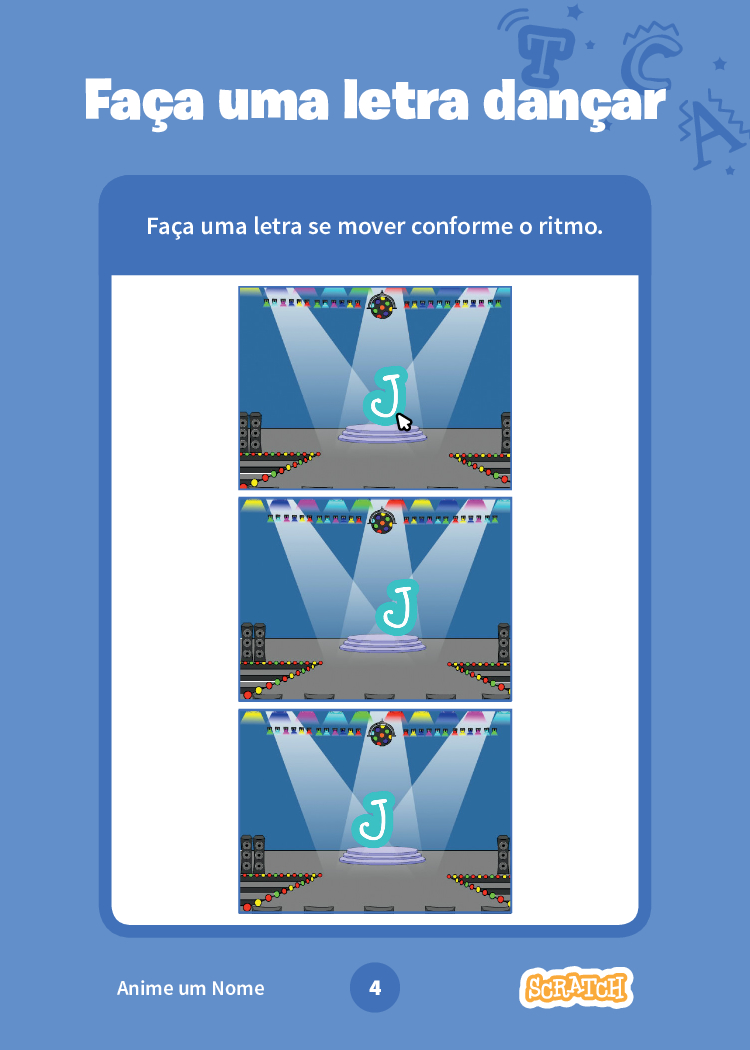 T C A
Faça uma letra dançar
Faça uma letra se mover conforme o ritmo.
J
J
J
Anime um Nome
4
SCRATCH